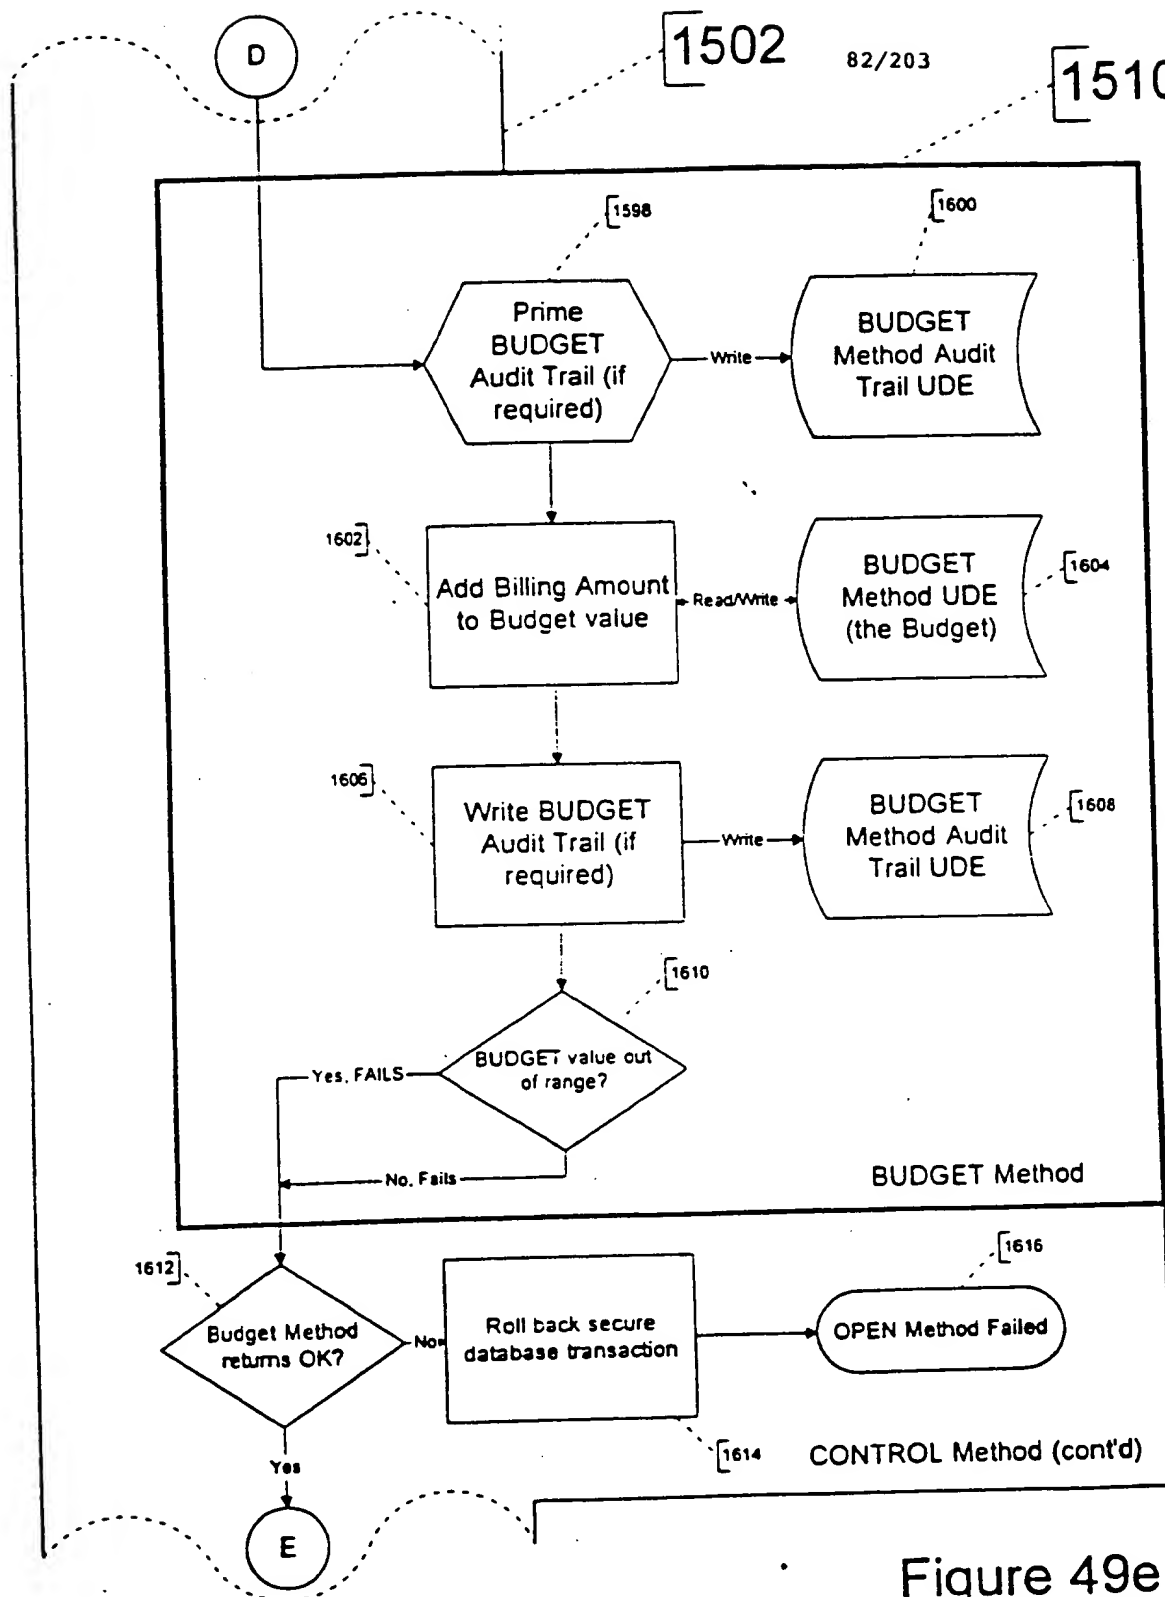 D
1502
82/203
1510
1598
1600
Prime
BUDGET
Audit Trail (if
required)
Write
BUDGET
Method Audit
Trail UDE
1602
Add Billing Amount
to Budget value
Read/Write
BUDGET
Method UDE
(the Budget)
1604
1606
Write BUDGET
Audit Trail (if
required)
Write
BUDGET
Method Audit
Trail UDE
1608
1610
BUDGET value out
of range?
Yes, FAILS
No, Fails
BUDGET Method
1612
Budget Method
returns OK?
No
Roll back secure
database transaction
1616
OPEN Method Failed
1614
CONTROL Method (cont'd)
Yes
E
Figure 49e